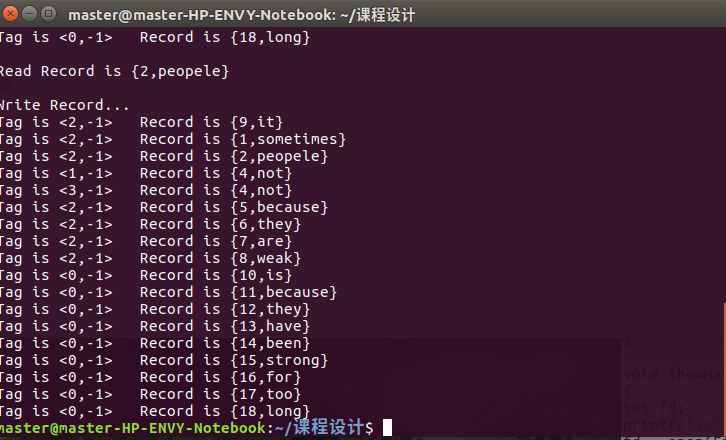 master@master-HP-ENVY-Notebook: ~/课程设计
Tag is <0,-1>   Record is {18,long}
Read Record is {2,peopele}
Write Record...
Tag is <2,-1>   Record is {9,it}
Tag is <2,-1>   Record is {1,sometimes}
Tag is <2,-1>   Record is {2,peopele}
Tag is <1,-1>   Record is {4,not}
Tag is <3,-1>   Record is {4,not}
Tag is <2,-1>   Record is {5,because}
Tag is <2,-1>   Record is {6,they}
Tag is <2,-1>   Record is {7,are}
Tag is <2,-1>   Record is {8,weak}
Tag is <0,-1>   Record is {10,is}
Tag is <0,-1>   Record is {11,because}
Tag is <0,-1>   Record is {12,they}
Tag is <0,-1>   Record is {13,have}
Tag is <0,-1>   Record is {14,been}
Tag is <0,-1>   Record is {15,strong}
Tag is <0,-1>   Record is {16,for}
Tag is <0,-1>   Record is {17,too}
Tag is <0,-1>   Record is {18,long}
master@master-HP-ENVY-Notebook:~/课程设计$
void showHa
{
int fd;
printf("\n